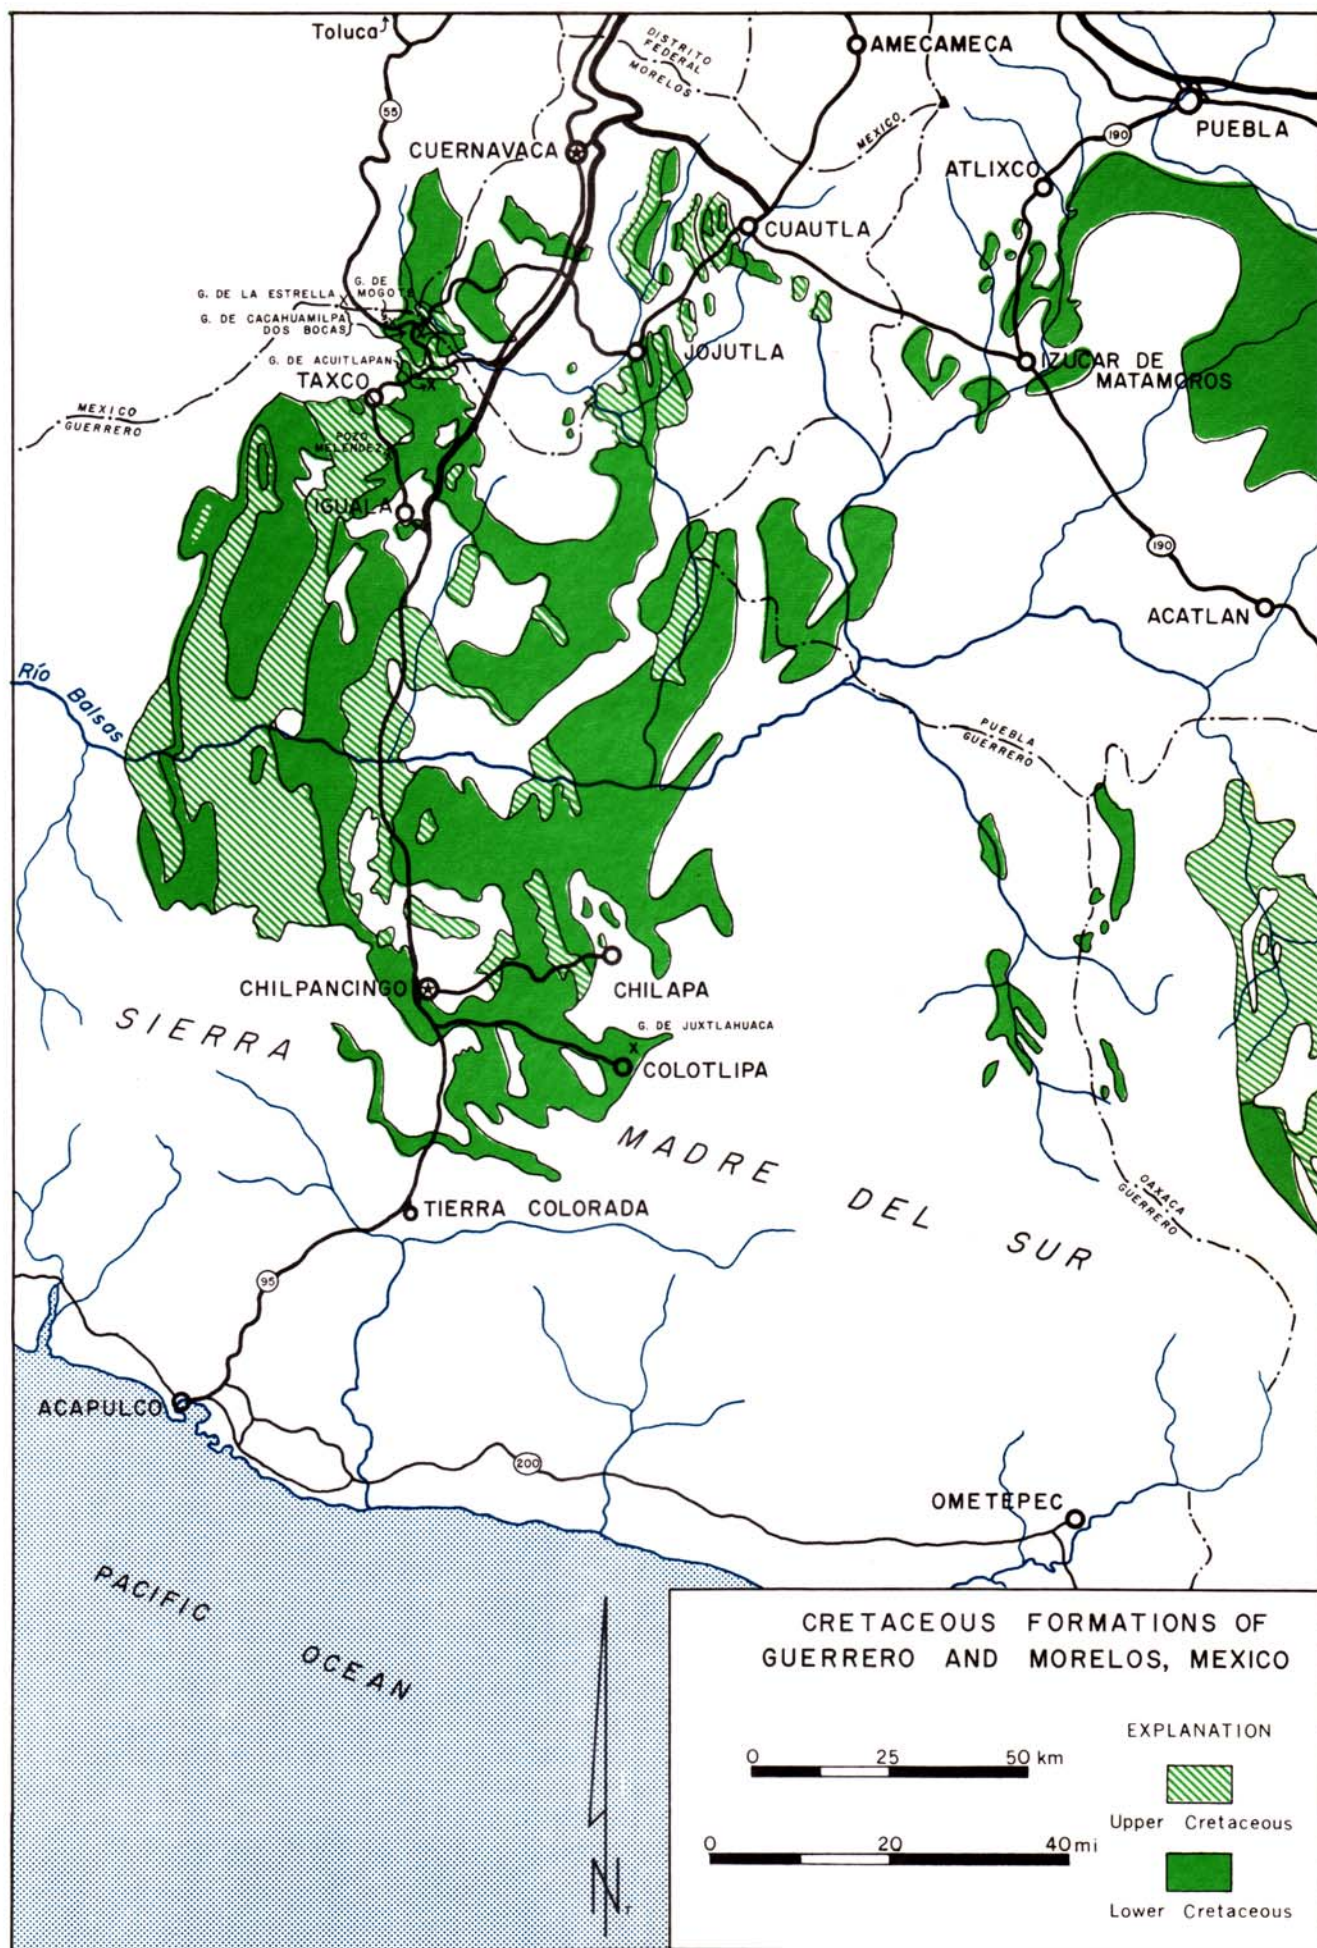 Toluca
DISTRITO
FEDERAL
MORELOS
AMECAMECA
55
190
PUEBLA
MEXICO
CUERNAVACA
ATLIXCO
CUAUTLA
G. DE
MOGOTE
G. DE LA ESTRELLA
G. DE CACAHUAMILPA
DOS BOCAS
G. DE ACUITLAPAN
JOJUTLA
IZUCAR DE
MATAMOROS
TAXCO
MEXICO
GUERRERO
POZO
MELENDEZ
IGUALA
190
ACATLAN
Río Balsas
PUEBLA
GUERRERO
CHILPANCINGO
CHILAPA
G. DE JUXTLAHUACA
COLOTLIPA
SIERRA MADRE DEL SUR
OAXACA
GUERRERO
TIERRA COLORADA
95
ACAPULCO
200
OMETEPEC
PACIFIC OCEAN
CRETACEOUS FORMATIONS OF
GUERRERO AND MORELOS, MEXICO
EXPLANATION
0 25 50 km
Upper Cretaceous
0 20 40 mi
Lower Cretaceous
N
T